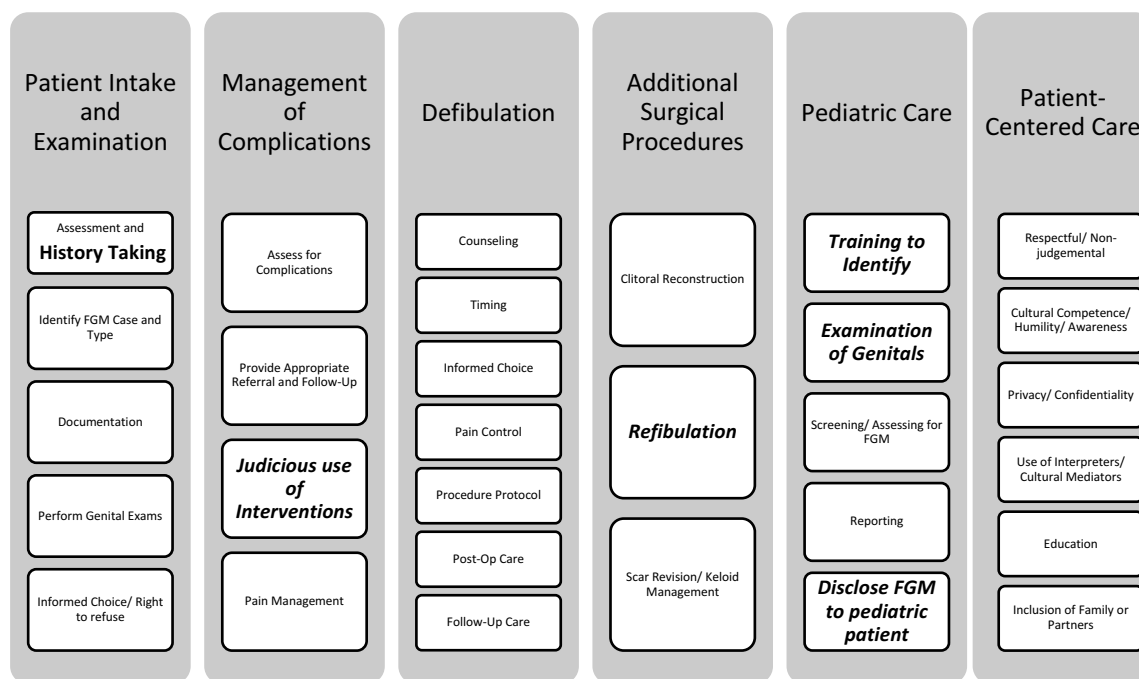 Patient Intake
and
Examination
Assessment and
History Taking
Identify FGM Case and
Type
Documentation
Perform Genital Exams
Informed Choice/ Right
to refuse
Management
of
Complications
Assess for
Complications
Provide Appropriate
Referral and Follow-Up
Judicious use
of
Interventions
Pain Management
Defibulation
Counseling
Timing
Informed Choice
Pain Control
Procedure Protocol
Post-Op Care
Follow-Up Care
Additional
Surgical
Procedures
Clitoral Reconstruction
Refibulation
Scar Revision/ Keloid
Management
Pediatric Care
Training to
Identify
Examination
of Genitals
Screening/ Assessing for
FGM
Reporting
Disclose FGM
to pediatric
patient
Patient-
Centered Care
Respectful/ Non-
judgemental
Cultural Competence/
Humility/ Awareness
Privacy/ Confidentiality
Use of Interpreters/
Cultural Mediators
Education
Inclusion of Family or
Partners